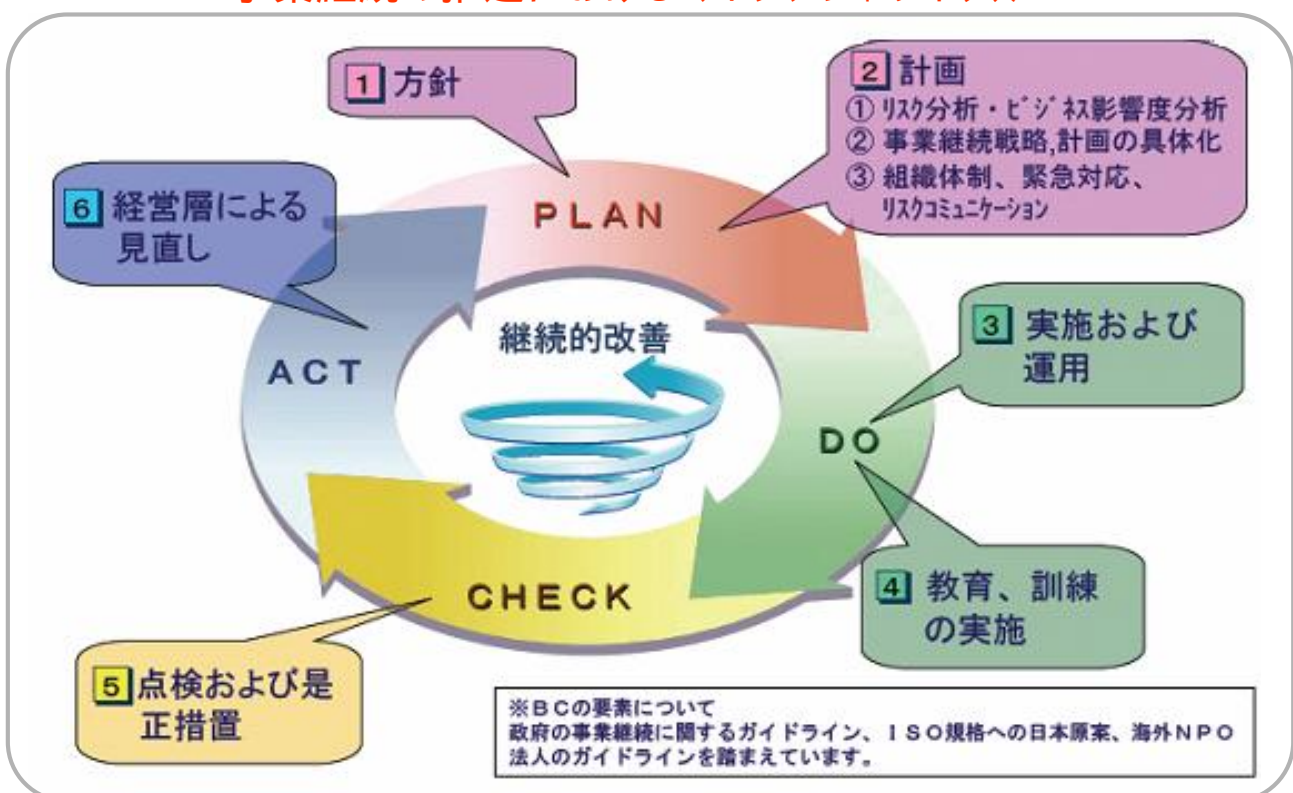 1 方針
2 計画
① ﾘｽｸ分析・ﾋﾞｼﾞﾈｽ影響度分析
② 事業継続戦略,計画の具体化
③ 組織体制、緊急対応、
ﾘｽｸｺﾐｭﾆｹｰｼｮﾝ
6 経営層による
見直し
PLAN
3 実施および
運用
継続的改善
ACT
DO
4 教育、訓練
の実施
CHECK
5 点検および是
正措置
※BCの要素について
政府の事業継続に関するガイドライン、ISO規格への日本原案、海外NPO
法人のガイドラインを踏まえています。